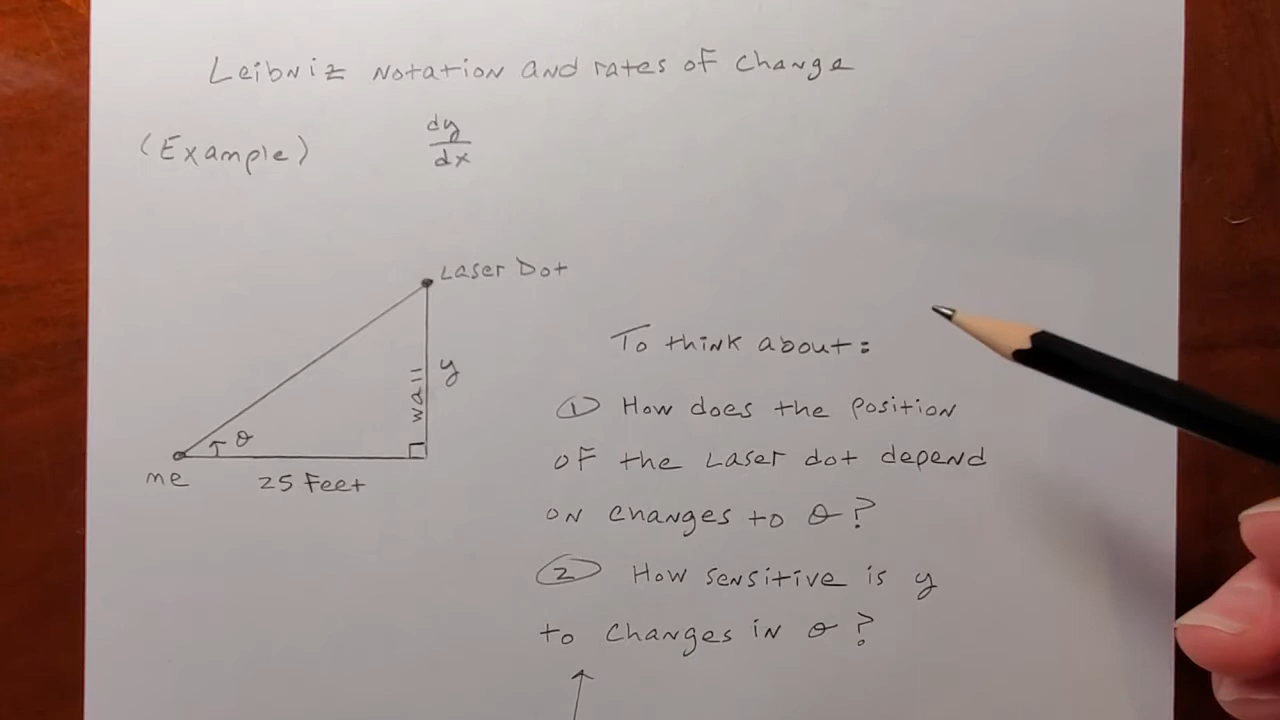 Leibniz notation and rates of change
(Example)
dy
dx
Laser Dot
wall
y
θ
me
25 Feet
To think about:
① How does the position
of the Laser dot depend
on changes to θ?
② How sensitive is y
to changes in θ?